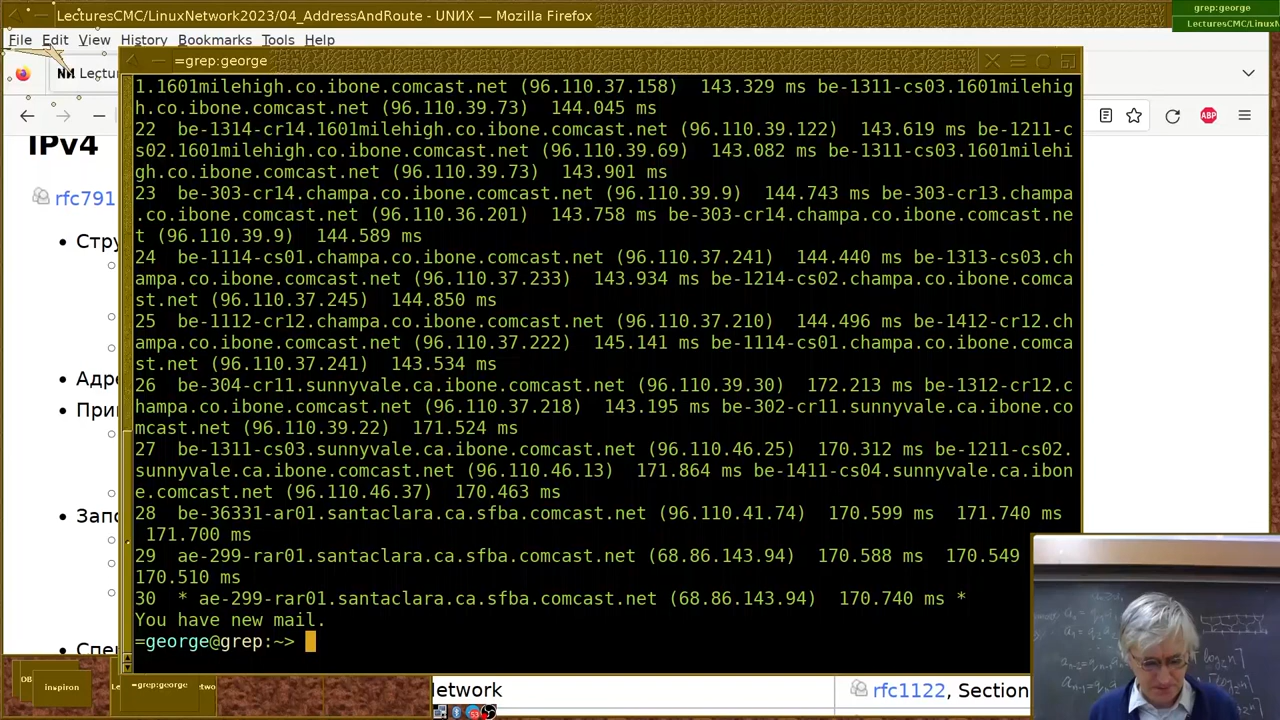 LecturesCMC/LinuxNetwork2023/04_AddressAndRoute - UNИX — Mozilla Firefox
grep:george
LecturesCMC/LinuxNetwo
File Edit View History Bookmarks Tools Help
=grep:george
Lectu
IPv4
rfc791
Стру
Адре
При
Запо
Спец
1.1601milehigh.co.ibone.comcast.net (96.110.37.158)  143.329 ms be-1311-cs03.1601milehig
h.co.ibone.comcast.net (96.110.39.73)  144.045 ms
22  be-1314-cr14.1601milehigh.co.ibone.comcast.net (96.110.39.122)  143.619 ms be-1211-c
s02.1601milehigh.co.ibone.comcast.net (96.110.39.69)  143.082 ms be-1311-cs03.1601milehi
gh.co.ibone.comcast.net (96.110.39.73)  143.901 ms
23  be-303-cr14.champa.co.ibone.comcast.net (96.110.39.9)  144.743 ms be-303-cr13.champa
.co.ibone.comcast.net (96.110.36.201)  143.758 ms be-303-cr14.champa.co.ibone.comcast.ne
t (96.110.39.9)  144.589 ms
24  be-1114-cs01.champa.co.ibone.comcast.net (96.110.37.241)  144.440 ms be-1313-cs03.ch
ampa.co.ibone.comcast.net (96.110.37.233)  143.934 ms be-1214-cs02.champa.co.ibone.comca
st.net (96.110.37.245)  144.850 ms
25  be-1112-cr12.champa.co.ibone.comcast.net (96.110.37.210)  144.496 ms be-1412-cr12.ch
ampa.co.ibone.comcast.net (96.110.37.222)  145.141 ms be-1114-cs01.champa.co.ibone.comca
st.net (96.110.37.241)  143.534 ms
26  be-304-cr11.sunnyvale.ca.ibone.comcast.net (96.110.39.30)  172.213 ms be-1312-cr12.c
hampa.co.ibone.comcast.net (96.110.37.218)  143.195 ms be-302-cr11.sunnyvale.ca.ibone.co
mcast.net (96.110.39.22)  171.524 ms
27  be-1311-cs03.sunnyvale.ca.ibone.comcast.net (96.110.46.25)  170.312 ms be-1211-cs02.
sunnyvale.ca.ibone.comcast.net (96.110.46.13)  171.864 ms be-1411-cs04.sunnyvale.ca.ibon
e.comcast.net (96.110.46.37)  170.463 ms
28  be-36331-ar01.santaclara.ca.sfba.comcast.net (96.110.41.74)  170.599 ms  171.740 ms
171.700 ms
29  ae-299-rar01.santaclara.ca.sfba.comcast.net (68.86.143.94)  170.588 ms  170.549
170.510 ms
30  * ae-299-rar01.santaclara.ca.sfba.comcast.net (68.86.143.94)  170.740 ms *
You have new mail.
=george@grep:~>
inspiron
=grep:george
etwork
rfc1122, Section